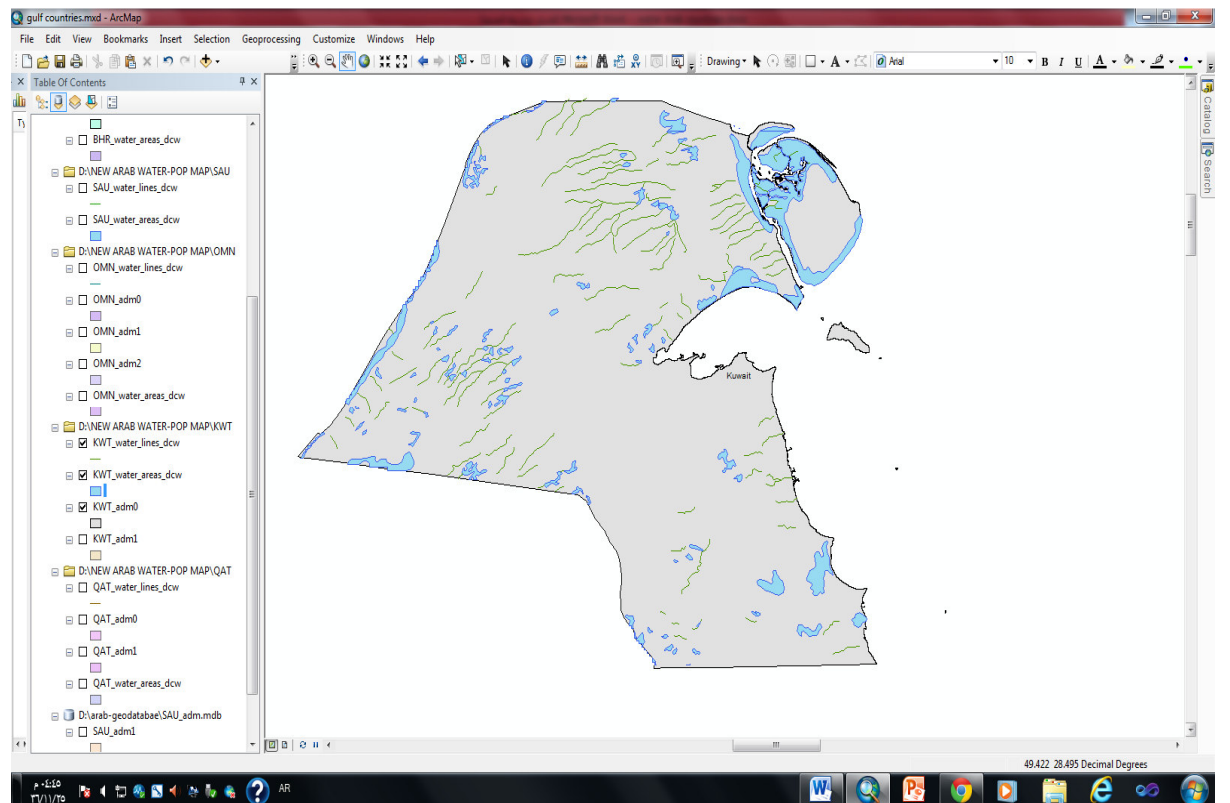 gulf countries.mxd - ArcMap
File Edit View Bookmarks Insert Selection Geoprocessing Customize Windows Help
Drawing A Arial 10 B I U A
Table Of Contents
Ty
BHR_water_areas_dcw
D:\NEW ARAB WATER-POP MAP\SAU
SAU_water_lines_dcw
SAU_water_areas_dcw
D:\NEW ARAB WATER-POP MAP\OMN
OMN_water_lines_dcw
OMN_adm0
OMN_adm1
OMN_adm2
OMN_water_areas_dcw
D:\NEW ARAB WATER-POP MAP\KWT
KWT_water_lines_dcw
KWT_water_areas_dcw
KWT_adm0
KWT_adm1
D:\NEW ARAB WATER-POP MAP\QAT
QAT_water_lines_dcw
QAT_adm0
QAT_adm1
QAT_water_areas_dcw
D:\arab-geodatabae\SAU_adm.mdb
SAU_adm1
Kuwait
Catalog
Search
49.422 28.495 Decimal Degrees
٠٤:٤٥ م
AR